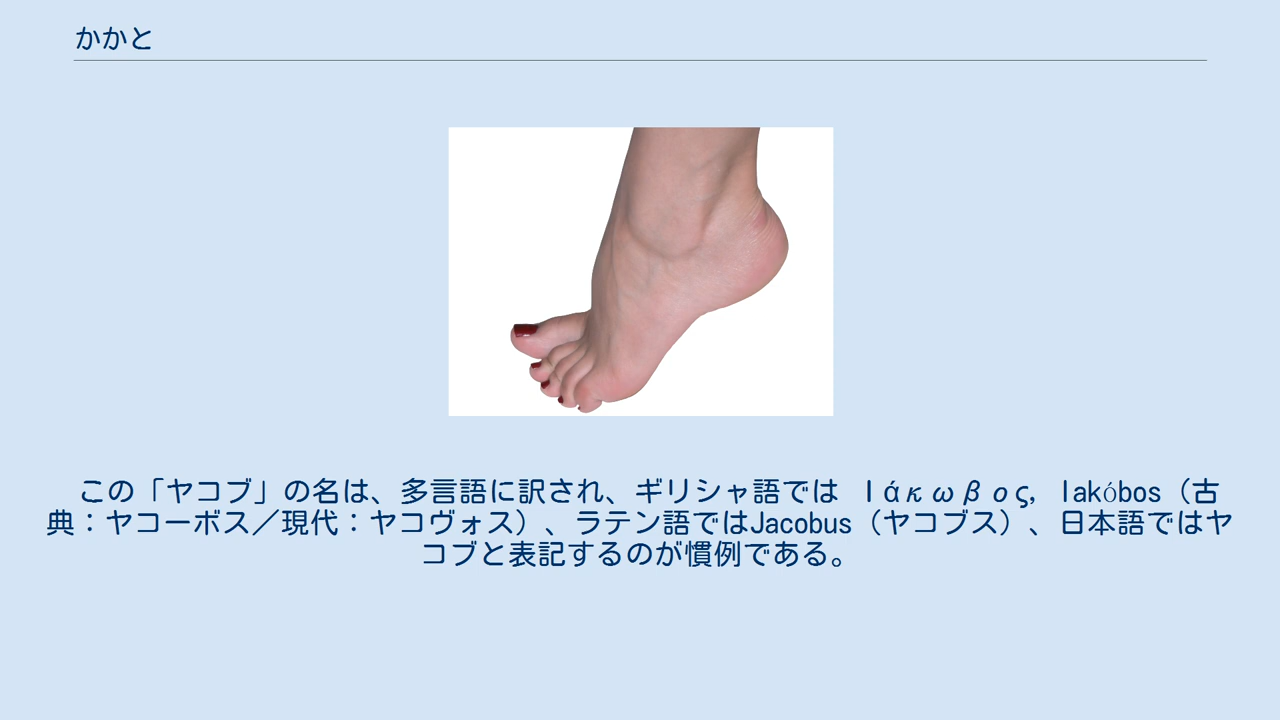 かかと
この「ヤコブ」の名は、多言語に訳され、ギリシャ語では Ιάκωβος, Iakóbos（古
典：ヤコーボス／現代：ヤコヴォス）、ラテン語ではJacobus（ヤコブス）、日本語ではヤ
コブと表記するのが慣例である。